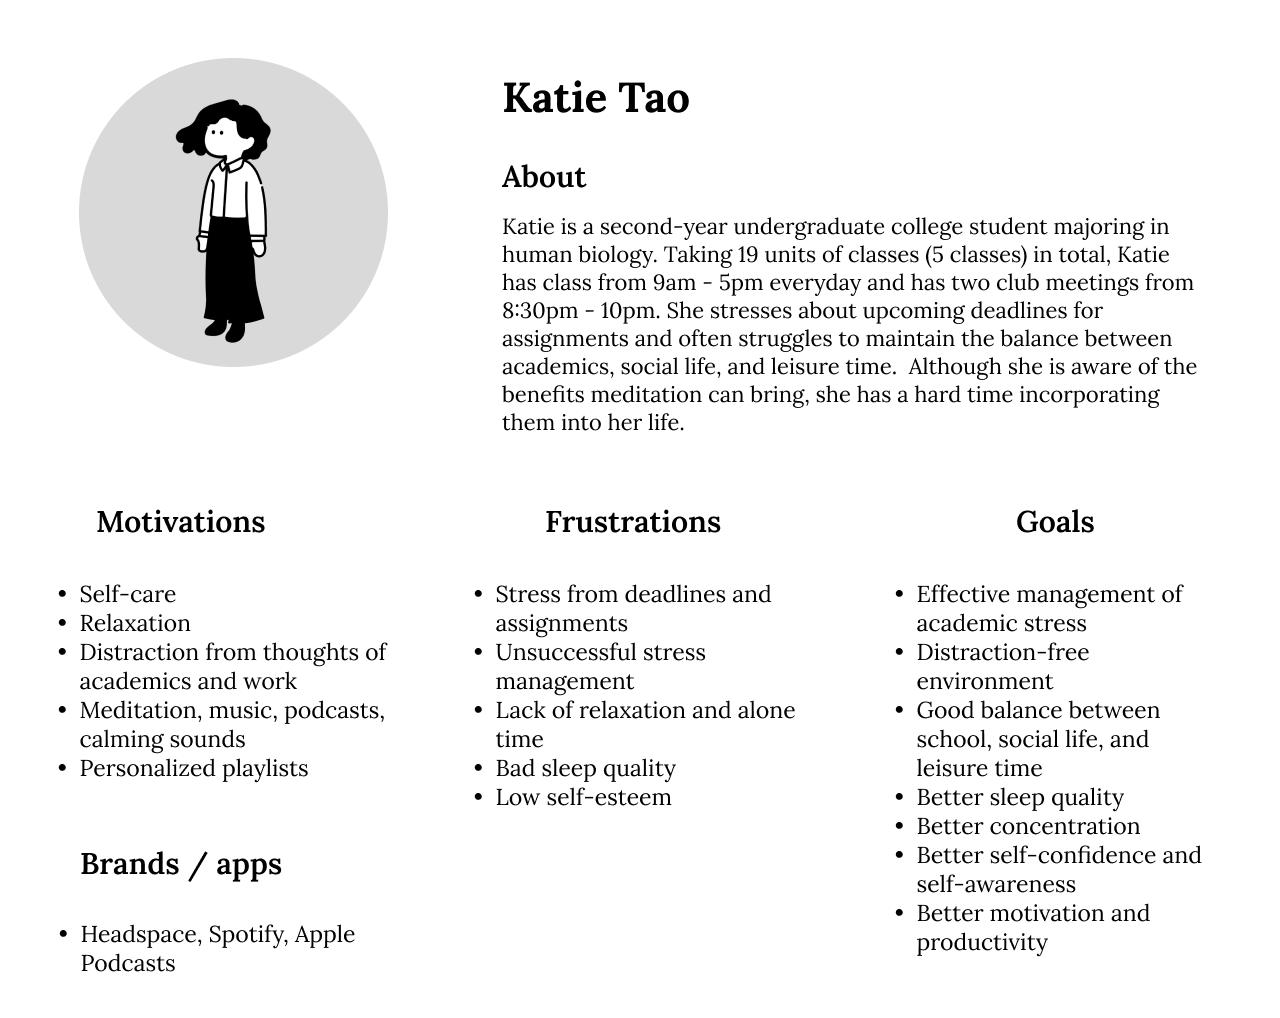 Katie Tao
About
Katie is a second-year undergraduate college student majoring in
human biology. Taking 19 units of classes (5 classes) in total, Katie
has class from 9am - 5pm everyday and has two club meetings from
8:30pm - 10pm. She stresses about upcoming deadlines for
assignments and often struggles to maintain the balance between
academics, social life, and leisure time.  Although she is aware of the
benefits meditation can bring, she has a hard time incorporating
them into her life.
Motivations
• Self-care
• Relaxation
• Distraction from thoughts of
academics and work
• Meditation, music, podcasts,
calming sounds
• Personalized playlists
Brands / apps
• Headspace, Spotify, Apple
Podcasts
Frustrations
• Stress from deadlines and
assignments
• Unsuccessful stress
management
• Lack of relaxation and alone
time
• Bad sleep quality
• Low self-esteem
Goals
• Effective management of
academic stress
• Distraction-free
environment
• Good balance between
school, social life, and
leisure time
• Better sleep quality
• Better concentration
• Better self-confidence and
self-awareness
• Better motivation and
productivity